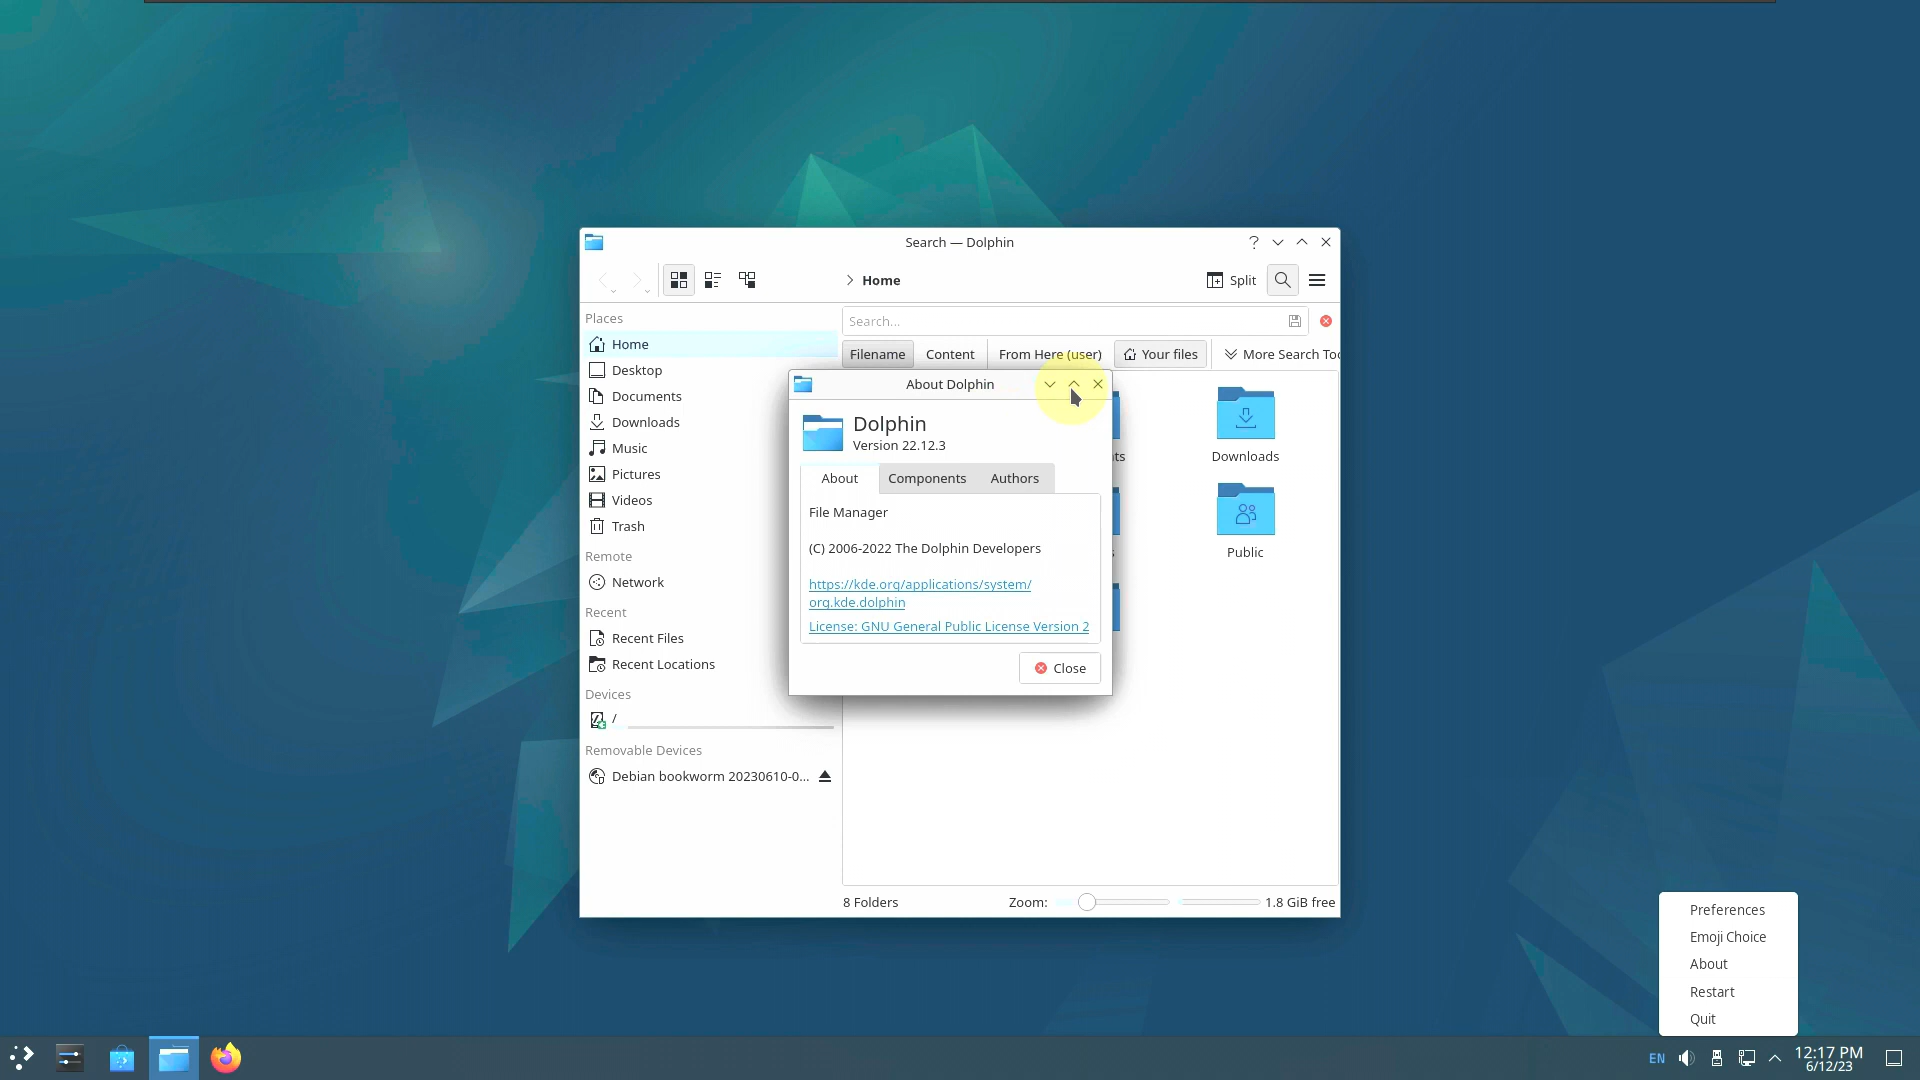 Search — Dolphin
Home
Split
Places
Search...
Home
Filename
Content
From Here (user)
Your files
More Search Too
Desktop
About Dolphin
Documents
Downloads
Dolphin
Version 22.12.3
Music
nts
Downloads
Pictures
About
Components
Authors
Videos
File Manager
Trash
(C) 2006-2022 The Dolphin Developers
s
Public
Remote
Network
https://kde.org/applications/system/
org.kde.dolphin
Recent
License: GNU General Public License Version 2
Recent Files
Recent Locations
Close
Devices
/
Removable Devices
Debian bookworm 20230610-0...
8 Folders
Zoom:
1.8 GiB free
Preferences
Emoji Choice
About
Restart
Quit
EN
12:17 PM
6/12/23